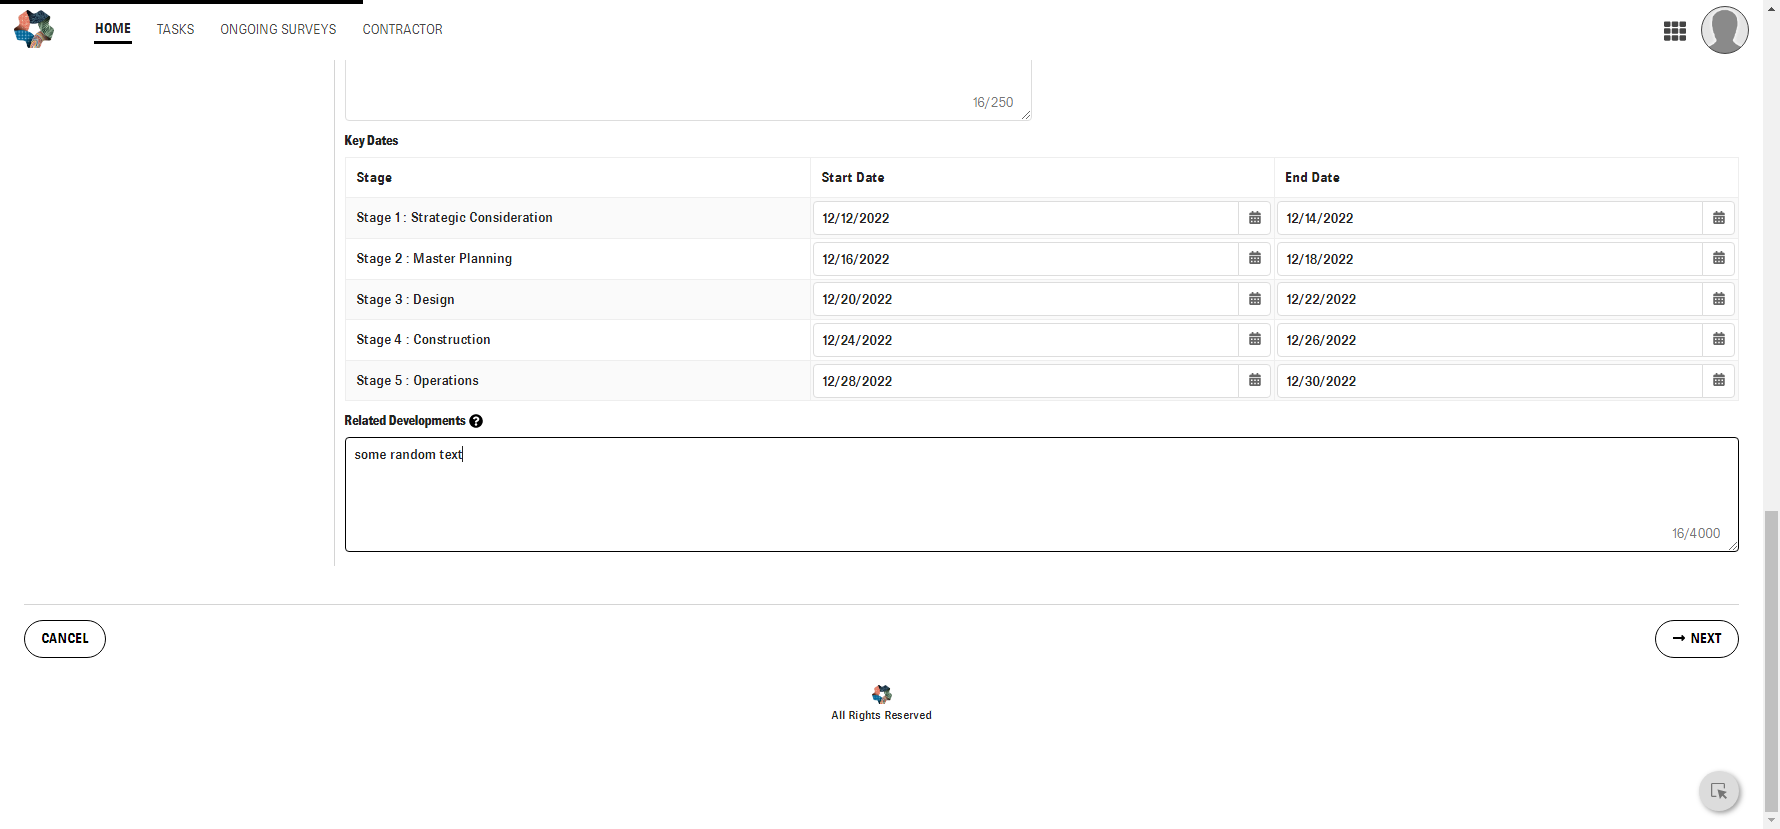 HOME TASKS ONGOING SURVEYS CONTRACTOR
16/250
Key Dates
Stage Start Date End Date
Stage 1 : Strategic Consideration 12/12/2022 12/14/2022
Stage 2 : Master Planning 12/16/2022 12/18/2022
Stage 3 : Design 12/20/2022 12/22/2022
Stage 4 : Construction 12/24/2022 12/26/2022
Stage 5 : Operations 12/28/2022 12/30/2022
Related Developments ?
some random text
16/4000
CANCEL → NEXT
All Rights Reserved